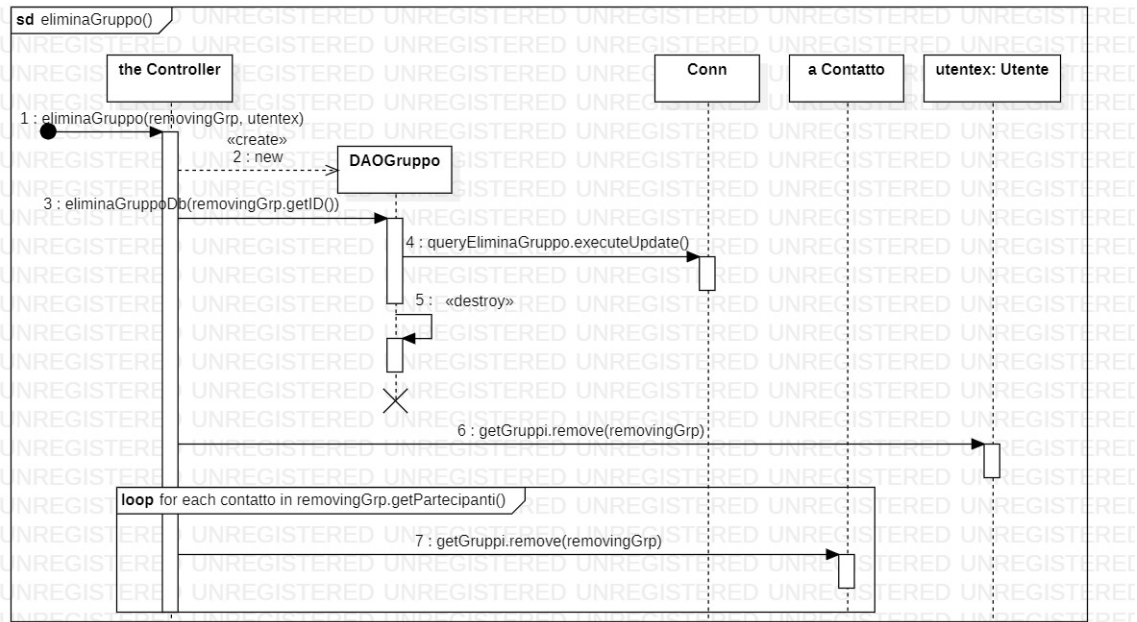 sd eliminaGruppo()
the Controller
Conn
a Contatto
utentex: Utente
1 : eliminaGruppo(removingGrp, utentex)
«create»
2 : new
DAOGruppo
3 : eliminaGruppoDb(removingGrp.getID())
4 : queryEliminaGruppo.executeUpdate()
5 : «destroy»
6 : getGruppi.remove(removingGrp)
loop for each contatto in removingGrp.getPartecipanti()
7 : getGruppi.remove(removingGrp)
UNREGISTERED